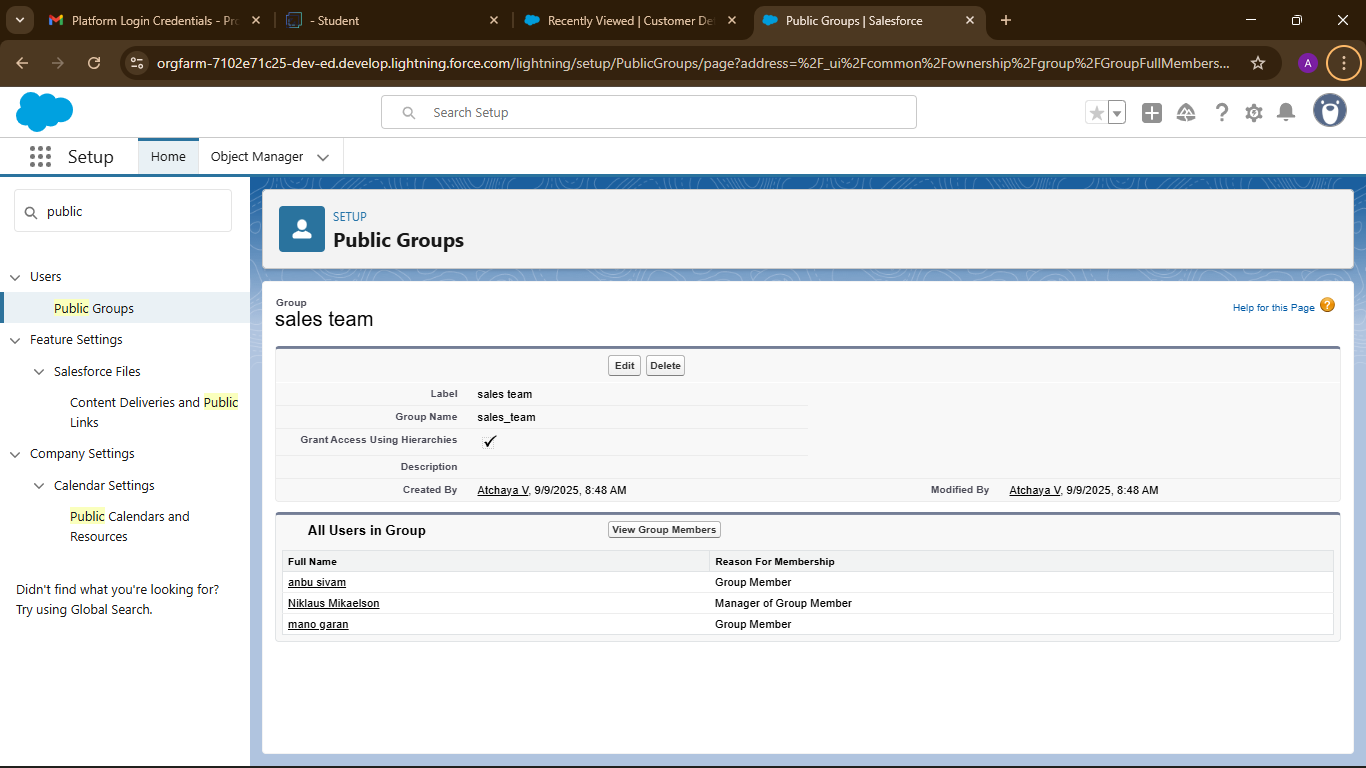 Platform Login Credentials - Pro
- Student
Recently Viewed | Customer De
Public Groups | Salesforce
orgfarm-7102e71c25-dev-ed.develop.lightning.force.com/lightning/setup/PublicGroups/page?address=%2F_ui%2Fcommon%2Fownership%2Fgroup%2FGroupFullMembers...
A
Search Setup
Setup
Home
Object Manager
public
Users
Public Groups
Feature Settings
Salesforce Files
Content Deliveries and Public
Links
Company Settings
Calendar Settings
Public Calendars and
Resources
Didn't find what you're looking for?
Try using Global Search.
SETUP
Public Groups
Group
sales team
Help for this Page ?
Edit Delete
Label sales team
Group Name sales_team
Grant Access Using Hierarchies
Description
Created By Atchaya V, 9/9/2025, 8:48 AM Modified By Atchaya V, 9/9/2025, 8:48 AM
All Users in Group View Group Members
Full Name Reason For Membership
anbu sivam Group Member
Niklaus Mikaelson Manager of Group Member
mano garan Group Member